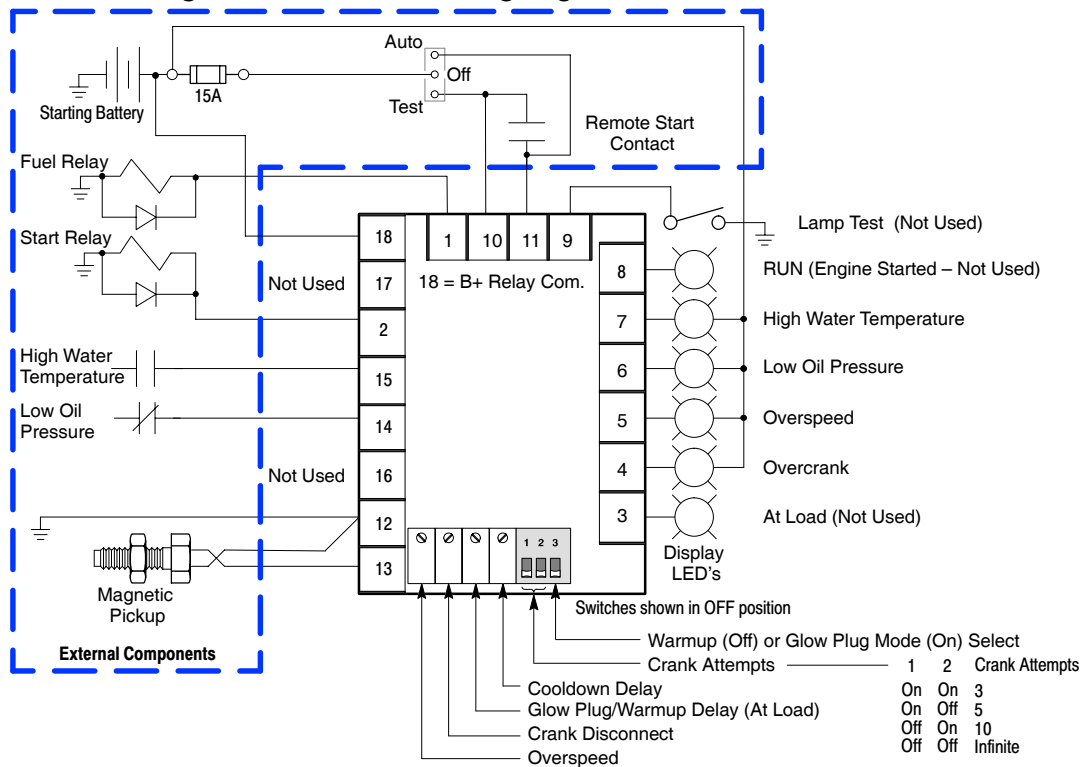 Auto
Off
Test
15A
Starting Battery
Remote Start
Contact
Fuel Relay
Start Relay
High Water
Temperature
Low Oil
Pressure
Magnetic
Pickup
External Components
Not Used
Not Used
18
17
2
15
14
16
12
13
1 10 11 9
18 = B+ Relay Com.
8
7
6
5
4
3
1 2 3
Lamp Test (Not Used)
RUN (Engine Started – Not Used)
High Water Temperature
Low Oil Pressure
Overspeed
Overcrank
At Load (Not Used)
Display
LED's
Switches shown in OFF position
Warmup (Off) or Glow Plug Mode (On) Select
Crank Attempts
1 2 Crank Attempts
On On 3
On Off 5
Off On 10
Off Off Infinite
Cooldown Delay
Glow Plug/Warmup Delay (At Load)
Crank Disconnect
Overspeed